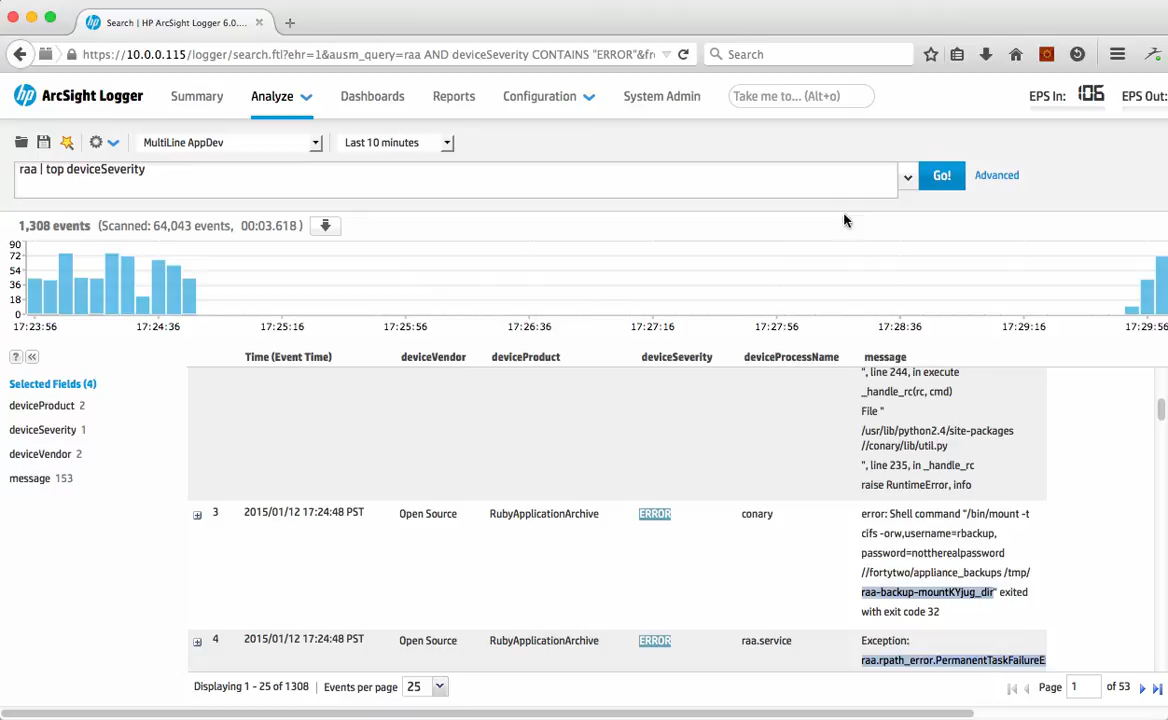 Search | HP ArcSight Logger 6.0....
https://10.0.0.115/logger/search.ftl?ehr=1&ausm_query=raa AND deviceSeverity CONTAINS "ERROR"&fr
Search
hp ArcSight Logger
Summary
Analyze
Dashboards
Reports
Configuration
System Admin
Take me to... (Alt+o)
EPS In: 106
EPS Out:
MultiLine AppDev
Last 10 minutes
raa | top deviceSeverity
Go!
Advanced
1,308 events (Scanned: 64,043 events, 00:03.618 )
90
72
54
36
18
0
17:23:56 17:24:36 17:25:16 17:25:56 17:26:36 17:27:16 17:27:56 17:28:36 17:29:16 17:29:56
? «
Time (Event Time) deviceVendor deviceProduct deviceSeverity deviceProcessName message
Selected Fields (4)
deviceProduct 2
deviceSeverity 1
deviceVendor 2
message 153
", line 244, in execute
_handle_rc(rc, cmd)
File "
/usr/lib/python2.4/site-packages
//conary/lib/util.py
", line 235, in _handle_rc
raise RuntimeError, info
3 2015/01/12 17:24:48 PST Open Source RubyApplicationArchive ERROR conary
error: Shell command "/bin/mount -t
cifs -orw,username=rbackup,
password=nottherealpassword
//fortytwo/appliance_backups /tmp/
raa-backup-mountKYjug_dir" exited
with exit code 32
4 2015/01/12 17:24:48 PST Open Source RubyApplicationArchive ERROR raa.service
Exception:
raa.rpath_error.PermanentTaskFailureE
Displaying 1 - 25 of 1308 | Events per page 25
Page 1 of 53